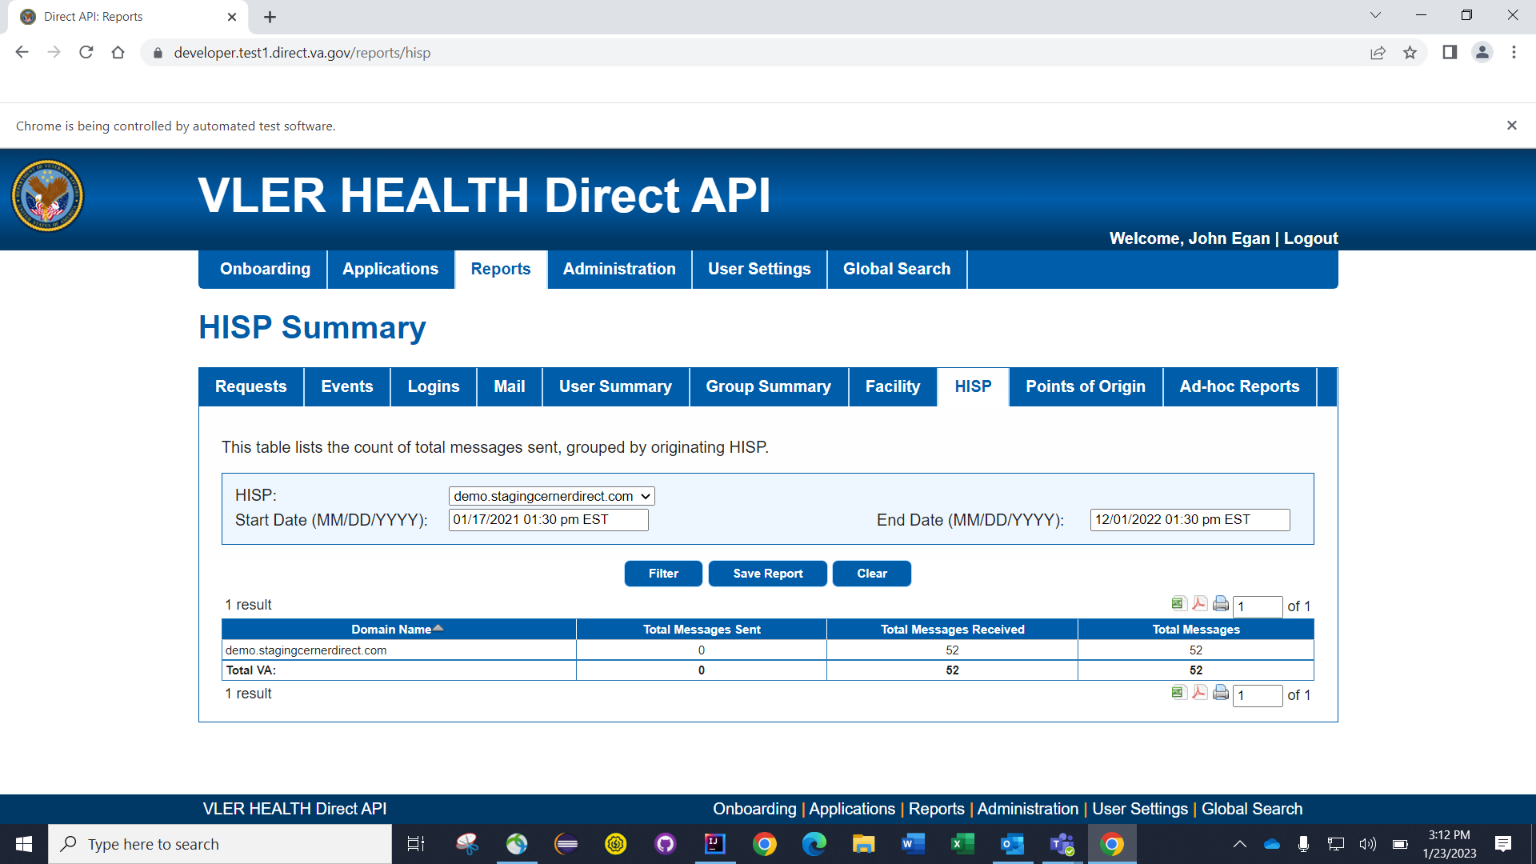 Direct API: Reports
developer.test1.direct.va.gov/reports/hisp
Chrome is being controlled by automated test software.
VLER HEALTH Direct API
Welcome, John Egan | Logout
Onboarding Applications Reports Administration User Settings Global Search
HISP Summary
Requests Events Logins Mail User Summary Group Summary Facility HISP Points of Origin Ad-hoc Reports
This table lists the count of total messages sent, grouped by originating HISP.
HISP: demo.stagingcernerdirect.com
Start Date (MM/DD/YYYY): 01/17/2021 01:30 pm EST End Date (MM/DD/YYYY): 12/01/2022 01:30 pm EST
Filter Save Report Clear
1 result 1 of 1
Domain Name Total Messages Sent Total Messages Received Total Messages
demo.stagingcernerdirect.com 0 52 52
Total VA: 0 52 52
1 result 1 of 1
VLER HEALTH Direct API Onboarding | Applications | Reports | Administration | User Settings | Global Search
Type here to search
3:12 PM
1/23/2023